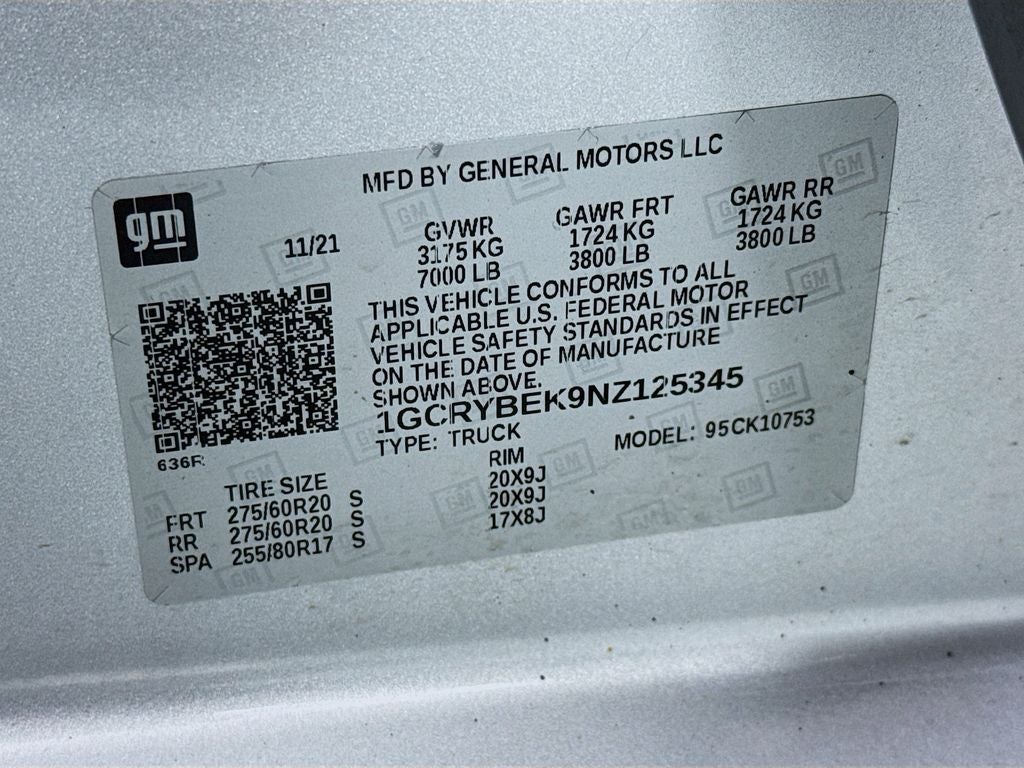 MFD BY GENERAL MOTORS LLC
gm
11/21
GVWR GAWR FRT GAWR RR
3175 KG 1724 KG 1724 KG
7000 LB 3800 LB 3800 LB
THIS VEHICLE CONFORMS TO ALL
APPLICABLE U.S. FEDERAL MOTOR
VEHICLE SAFETY STANDARDS IN EFFECT
ON THE DATE OF MANUFACTURE
SHOWN ABOVE.
1GCRYBEK9NZ125345
TYPE: TRUCK MODEL: 95CK10753
636R
TIRE SIZE RIM
FRT 275/60R20 S 20X9J
RR 275/60R20 S 20X9J
SPA 255/80R17 S 17X8J